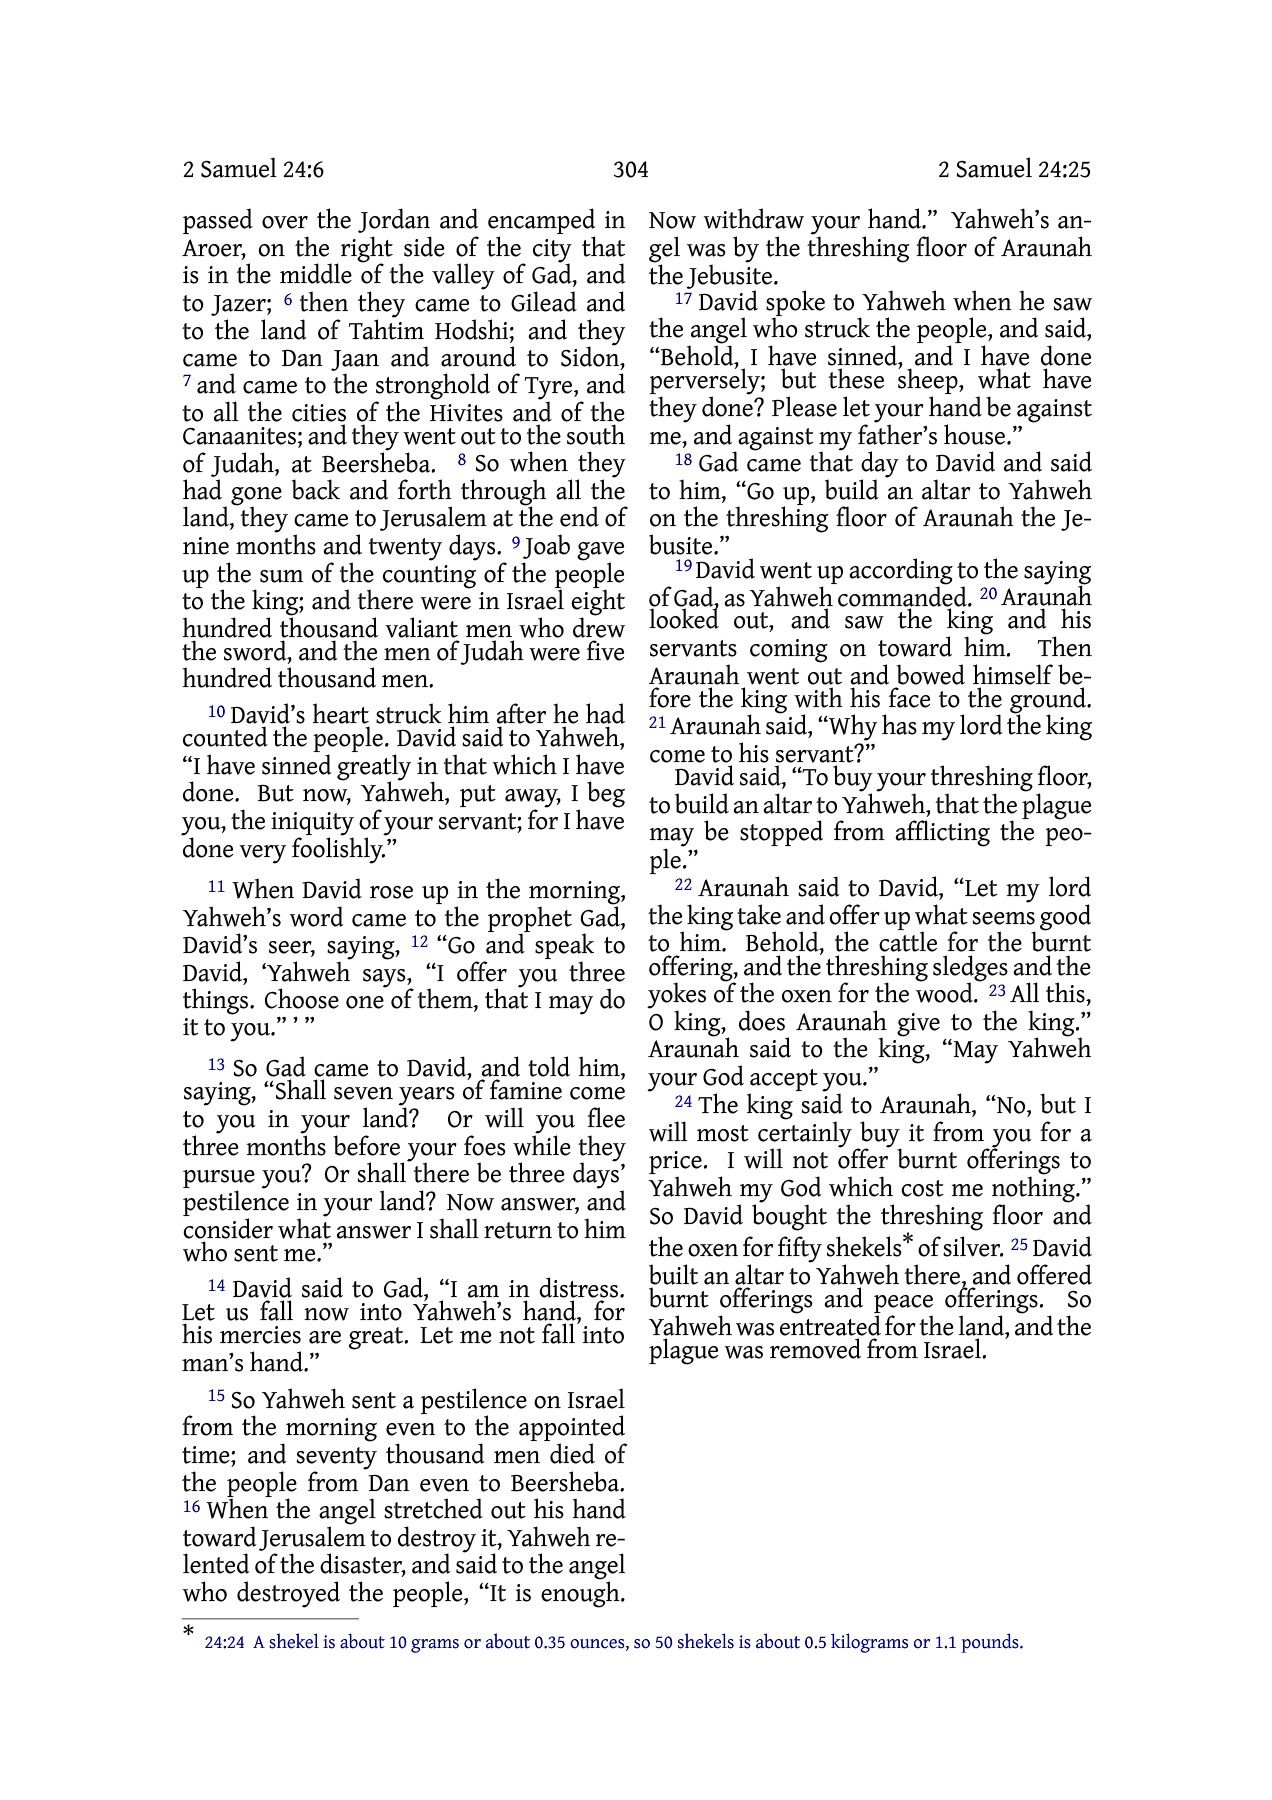 2 Samuel 24:6
304
2 Samuel 24:25
passed over the Jordan and encamped in
Aroer, on the right side of the city that
is in the middle of the valley of Gad, and
to Jazer; 6 then they came to Gilead and
to the land of Tahtim Hodshi; and they
came to Dan Jaan and around to Sidon,
7 and came to the stronghold of Tyre, and
to all the cities of the Hivites and of the
Canaanites; and they went out to the south
of Judah, at Beersheba. 8 So when they
had gone back and forth through all the
land, they came to Jerusalem at the end of
nine months and twenty days. 9 Joab gave
up the sum of the counting of the people
to the king; and there were in Israel eight
hundred thousand valiant men who drew
the sword, and the men of Judah were five
hundred thousand men.
10 David’s heart struck him after he had
counted the people. David said to Yahweh,
“I have sinned greatly in that which I have
done. But now, Yahweh, put away, I beg
you, the iniquity of your servant; for I have
done very foolishly.”
11 When David rose up in the morning,
Yahweh’s word came to the prophet Gad,
David’s seer, saying, 12 “Go and speak to
David, ‘Yahweh says, “I offer you three
things. Choose one of them, that I may do
it to you.” ’ ”
13 So Gad came to David, and told him,
saying, “Shall seven years of famine come
to you in your land? Or will you flee
three months before your foes while they
pursue you? Or shall there be three days’
pestilence in your land? Now answer, and
consider what answer I shall return to him
who sent me.”
14 David said to Gad, “I am in distress.
Let us fall now into Yahweh’s hand, for
his mercies are great. Let me not fall into
man’s hand.”
15 So Yahweh sent a pestilence on Israel
from the morning even to the appointed
time; and seventy thousand men died of
the people from Dan even to Beersheba.
16 When the angel stretched out his hand
toward Jerusalem to destroy it, Yahweh re-
lented of the disaster, and said to the angel
who destroyed the people, “It is enough.
Now withdraw your hand.” Yahweh’s an-
gel was by the threshing floor of Araunah
the Jebusite.
17 David spoke to Yahweh when he saw
the angel who struck the people, and said,
“Behold, I have sinned, and I have done
perversely; but these sheep, what have
they done? Please let your hand be against
me, and against my father’s house.”
18 Gad came that day to David and said
to him, “Go up, build an altar to Yahweh
on the threshing floor of Araunah the Je-
busite.”
19 David went up according to the saying
of Gad, as Yahweh commanded. 20 Araunah
looked out, and saw the king and his
servants coming on toward him. Then
Araunah went out and bowed himself be-
fore the king with his face to the ground.
21 Araunah said, “Why has my lord the king
come to his servant?”
David said, “To buy your threshing floor,
to build an altar to Yahweh, that the plague
may be stopped from afflicting the peo-
ple.”
22 Araunah said to David, “Let my lord
the king take and offer up what seems good
to him. Behold, the cattle for the burnt
offering, and the threshing sledges and the
yokes of the oxen for the wood. 23 All this,
O king, does Araunah give to the king.”
Araunah said to the king, “May Yahweh
your God accept you.”
24 The king said to Araunah, “No, but I
will most certainly buy it from you for a
price. I will not offer burnt offerings to
Yahweh my God which cost me nothing.”
So David bought the threshing floor and
the oxen for fifty shekels* of silver. 25 David
built an altar to Yahweh there, and offered
burnt offerings and peace offerings. So
Yahweh was entreated for the land, and the
plague was removed from Israel.
* 24:24 A shekel is about 10 grams or about 0.35 ounces, so 50 shekels is about 0.5 kilograms or 1.1 pounds.